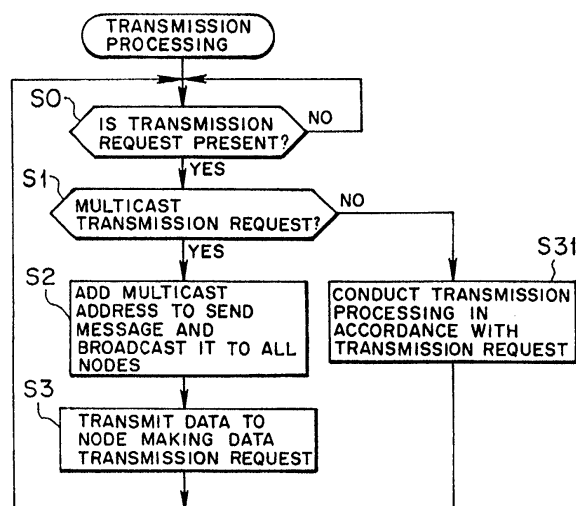 TRANSMISSION
PROCESSING
S0
IS TRANSMISSION
REQUEST PRESENT?
NO
YES
S1
MULTICAST
TRANSMISSION REQUEST?
NO
YES
S2
ADD MULTICAST
ADDRESS TO SEND
MESSAGE AND
BROADCAST IT TO ALL
NODES
S31
CONDUCT TRANSMISSION
PROCESSING IN
ACCORDANCE WITH
TRANSMISSION REQUEST
S3
TRANSMIT DATA TO
NODE MAKING DATA
TRANSMISSION REQUEST